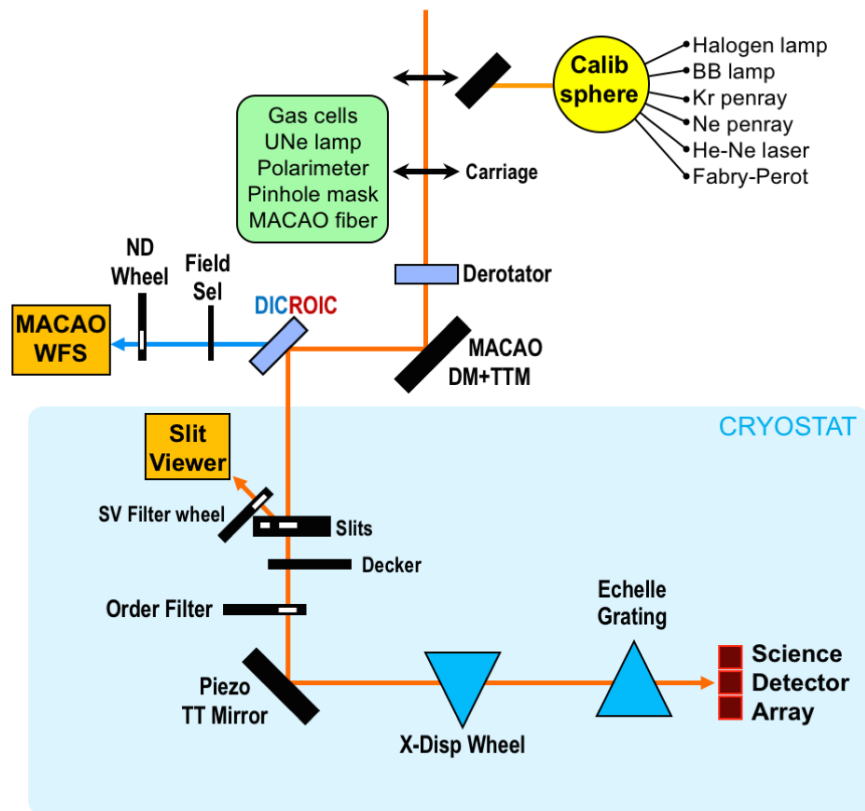 Calib
sphere
Halogen lamp
BB lamp
Kr penray
Ne penray
He-Ne laser
Fabry-Perot
Gas cells
UNe lamp
Polarimeter
Pinhole mask
MACAO fiber
Carriage
ND
Wheel
Field
Sel
DICROIC
Derotator
MACAO
WFS
MACAO
DM+TTM
CRYOSTAT
Slit
Viewer
SV Filter wheel
Slits
Decker
Order Filter
Echelle
Grating
Piezo
TT Mirror
X-Disp Wheel
Science
Detector
Array